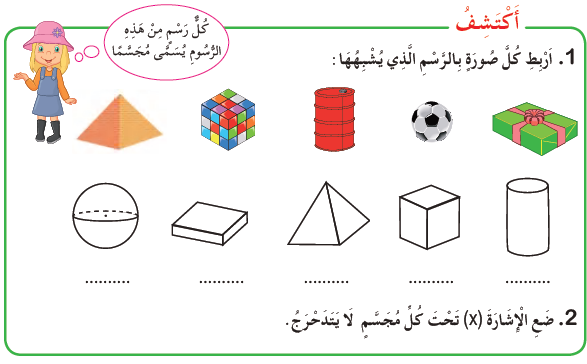 أَكْتَشِفُ
كُلُّ رَسْمٍ مِنْ هَذِهِ
الرُّسُومِ يُسَمَّى مُجَسَّمًا
1. اَرْبِطِ كُلَّ صُورَةٍ بِالرَّسْمِ الَّذِي يُشْبِهُهَا :
.......... .......... .......... .......... ..........
2. ضَعِ الْإِشَارَةَ (x) تَحْتَ كُلِّ مُجَسَّمٍ لَا يَتَدَحْرَجُ.